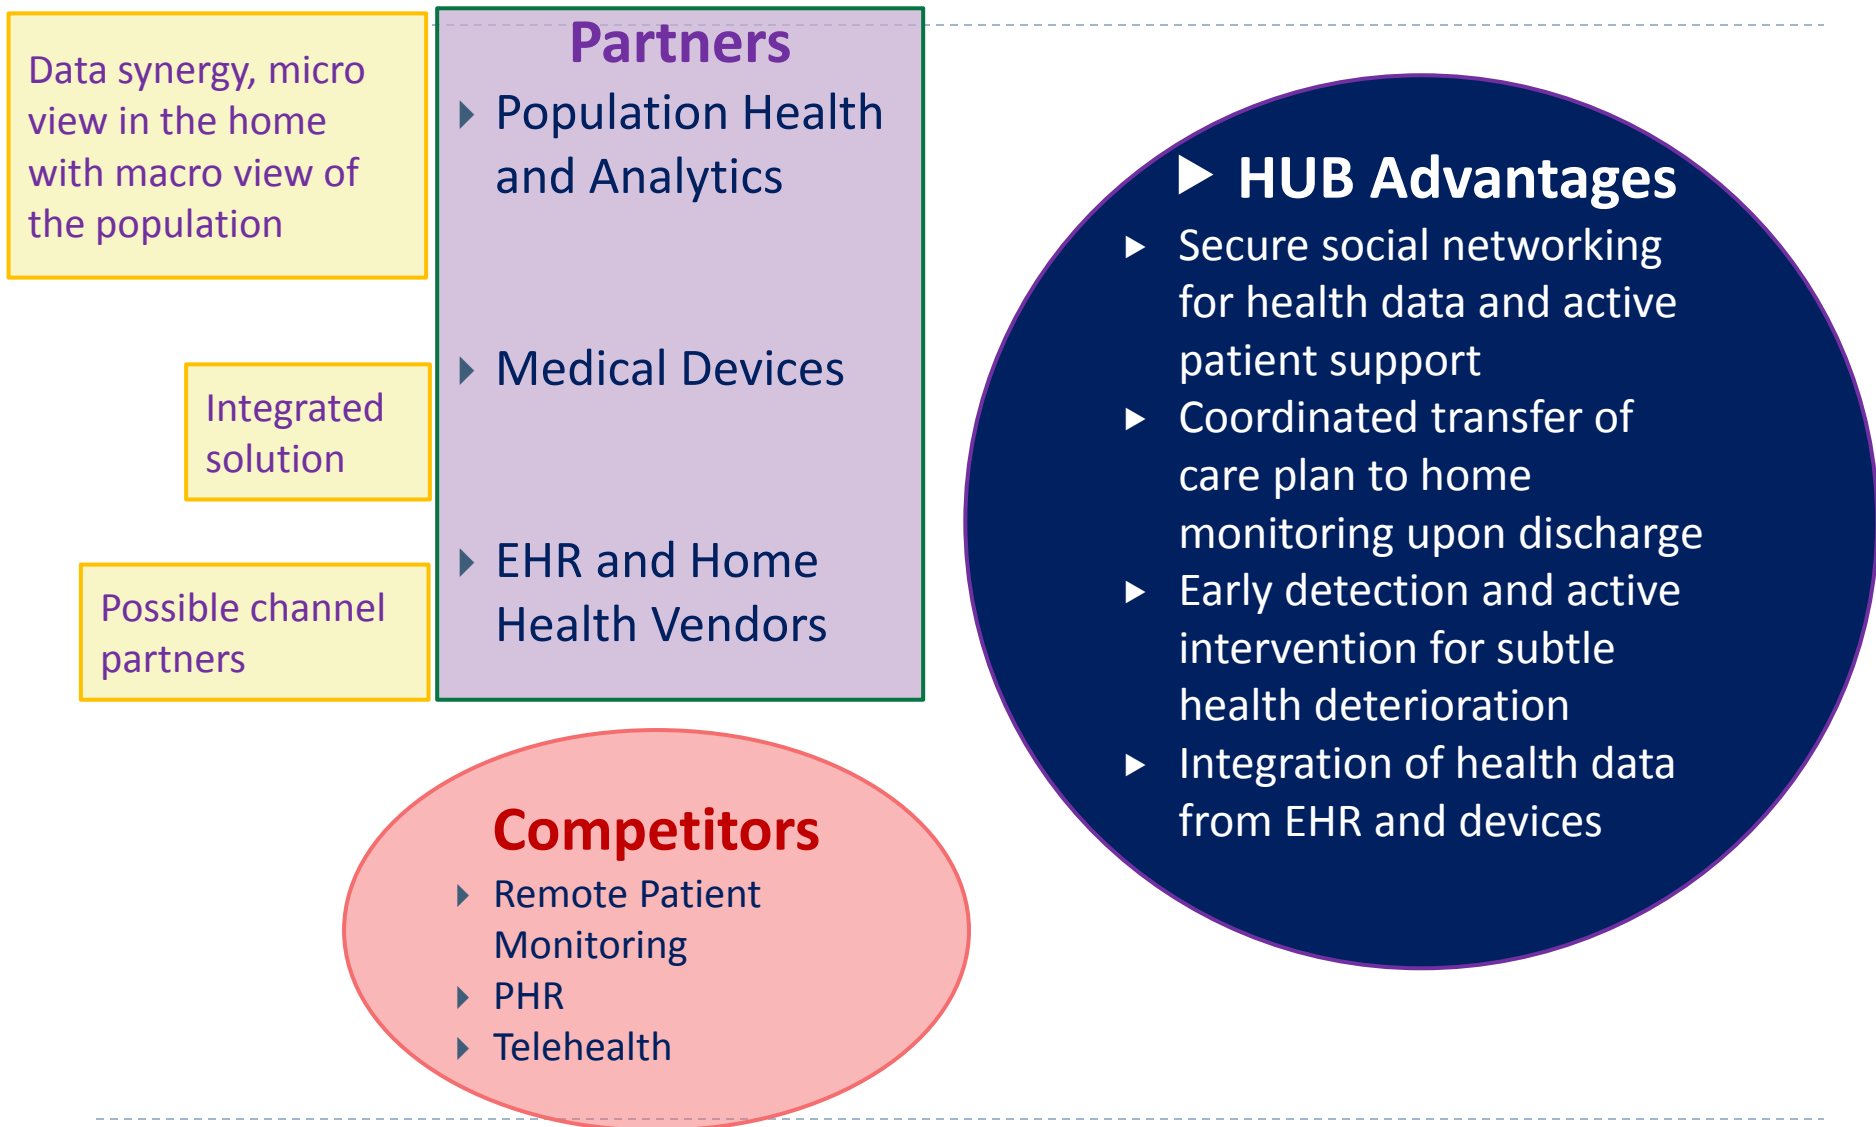 Data synergy, micro
view in the home
with macro view of
the population
Integrated
solution
Possible channel
partners
Partners
Population Health
and Analytics
Medical Devices
EHR and Home
Health Vendors
Competitors
Remote Patient
Monitoring
PHR
Telehealth
HUB Advantages
Secure social networking
for health data and active
patient support
Coordinated transfer of
care plan to home
monitoring upon discharge
Early detection and active
intervention for subtle
health deterioration
Integration of health data
from EHR and devices